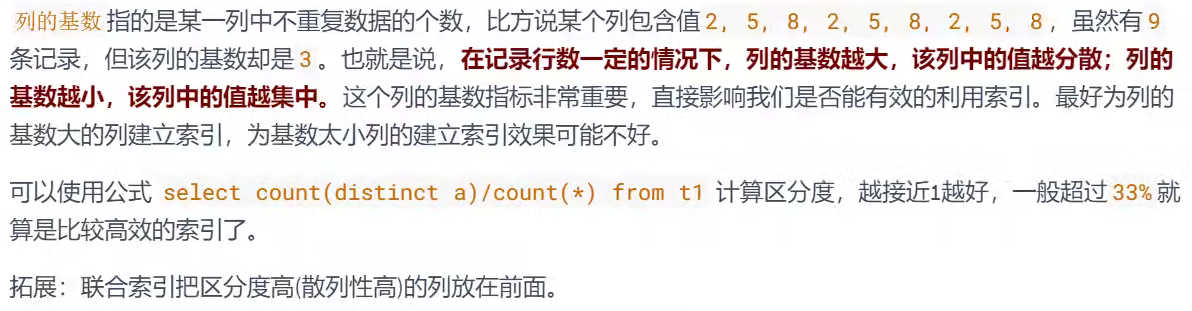 列的基数 指的是某一列中不重复数据的个数，比方说某个列包含值 2, 5, 8, 2, 5, 8, 2, 5, 8 ，虽然有 9
条记录，但该列的基数却是 3 。也就是说，在记录行数一定的情况下，列的基数越大，该列中的值越分散；列的
基数越小，该列中的值越集中。这个列的基数指标非常重要，直接影响我们是否能有效的利用索引。最好为列的
基数大的列建立索引，为基数太小列的建立索引效果可能不好。
可以使用公式 select count(distinct a)/count(*) from t1 计算区分度，越接近1越好，一般超过 33% 就
算是比较高效的索引了。
拓展：联合索引把区分度高(散列性高)的列放在前面。